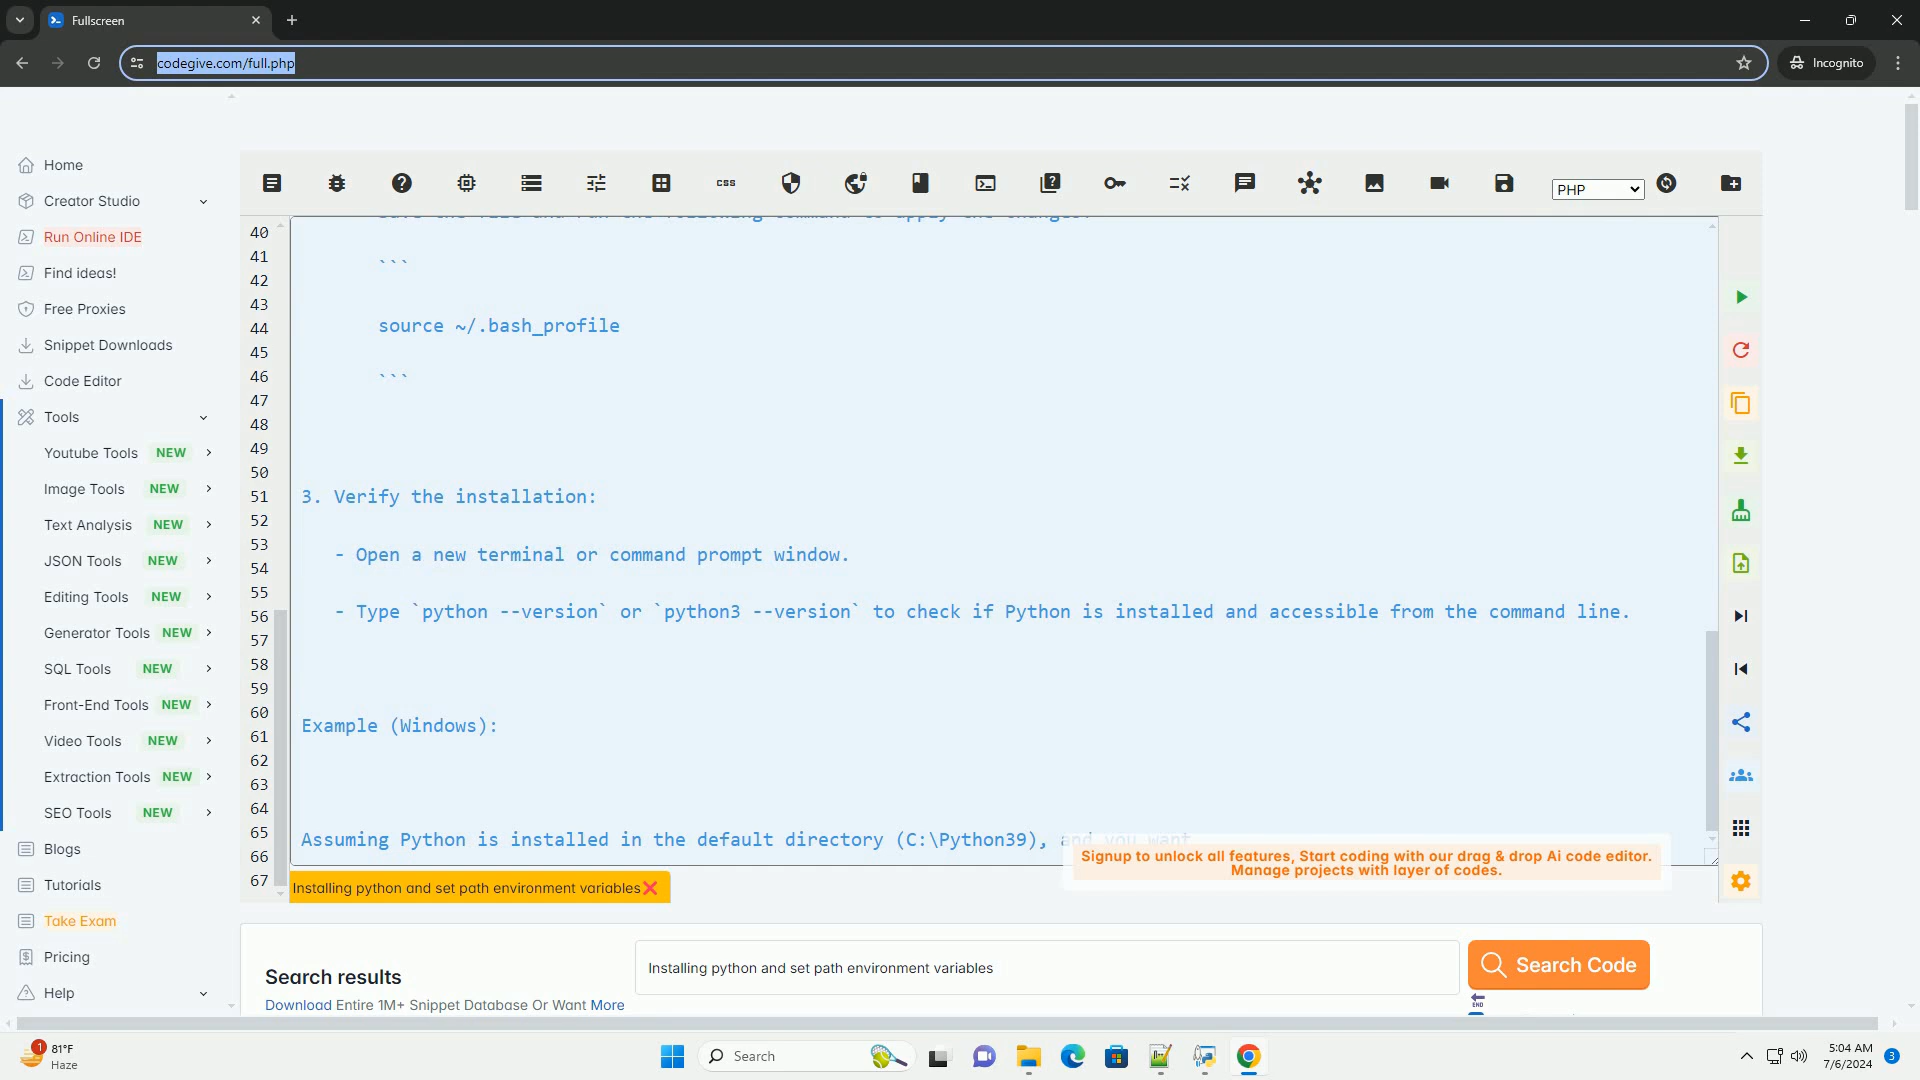 Fullscreen
codegive.com/full.php
Incognito
Home
Creator Studio
Run Online IDE
Find ideas!
Free Proxies
Snippet Downloads
Code Editor
Tools
Youtube Tools NEW
Image Tools NEW
Text Analysis NEW
JSON Tools NEW
Editing Tools NEW
Generator Tools NEW
SQL Tools NEW
Front-End Tools NEW
Video Tools NEW
Extraction Tools NEW
SEO Tools NEW
Blogs
Tutorials
Take Exam
Pricing
Help
css
PHP
40
41
42
43
44
45
46
47
48
49
50
51
52
53
54
55
56
57
58
59
60
61
62
63
64
65
66
67
```
source ~/.bash_profile
```
3. Verify the installation:
- Open a new terminal or command prompt window.
- Type `python --version` or `python3 --version` to check if Python is installed and accessible from the command line.
Example (Windows):
Assuming Python is installed in the default directory (C:\Python39), and you want
Signup to unlock all features, Start coding with our drag & drop Ai code editor.
Manage projects with layer of codes.
Installing python and set path environment variables
Search results
Download Entire 1M+ Snippet Database Or Want More
Installing python and set path environment variables
Search Code
END
1
81°F
Haze
Search
5:04 AM
7/6/2024
3